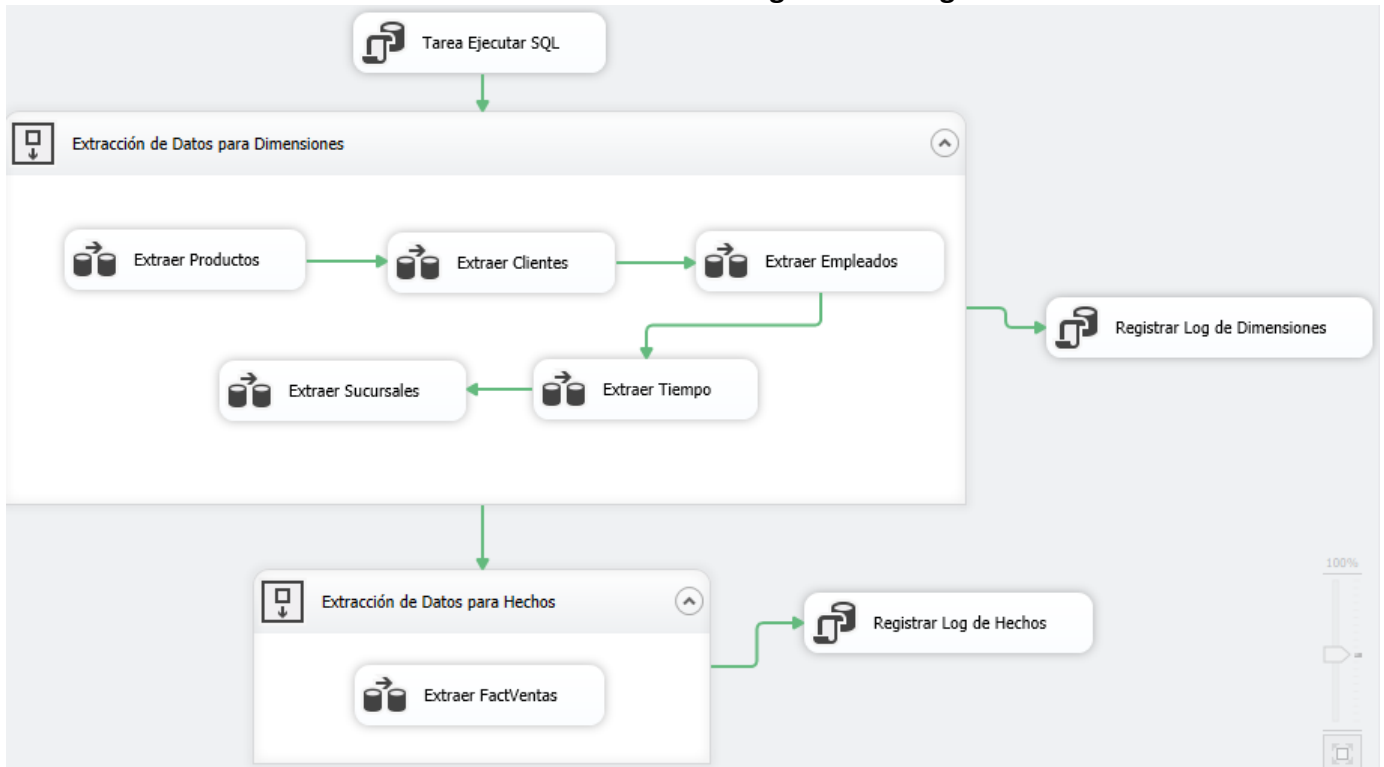 Tarea Ejecutar SQL
Extracción de Datos para Dimensiones
Extraer Productos
Extraer Clientes
Extraer Empleados
Registrar Log de Dimensiones
Extraer Sucursales
Extraer Tiempo
100%
Extracción de Datos para Hechos
Registrar Log de Hechos
Extraer FactVentas